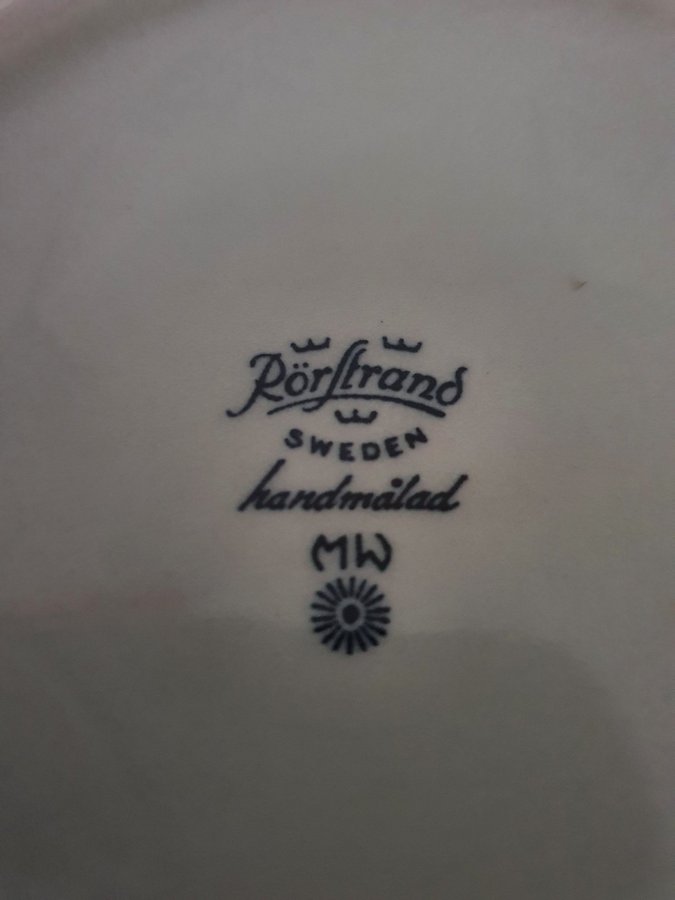 Rörstrand
SWEDEN
handmålad
MW